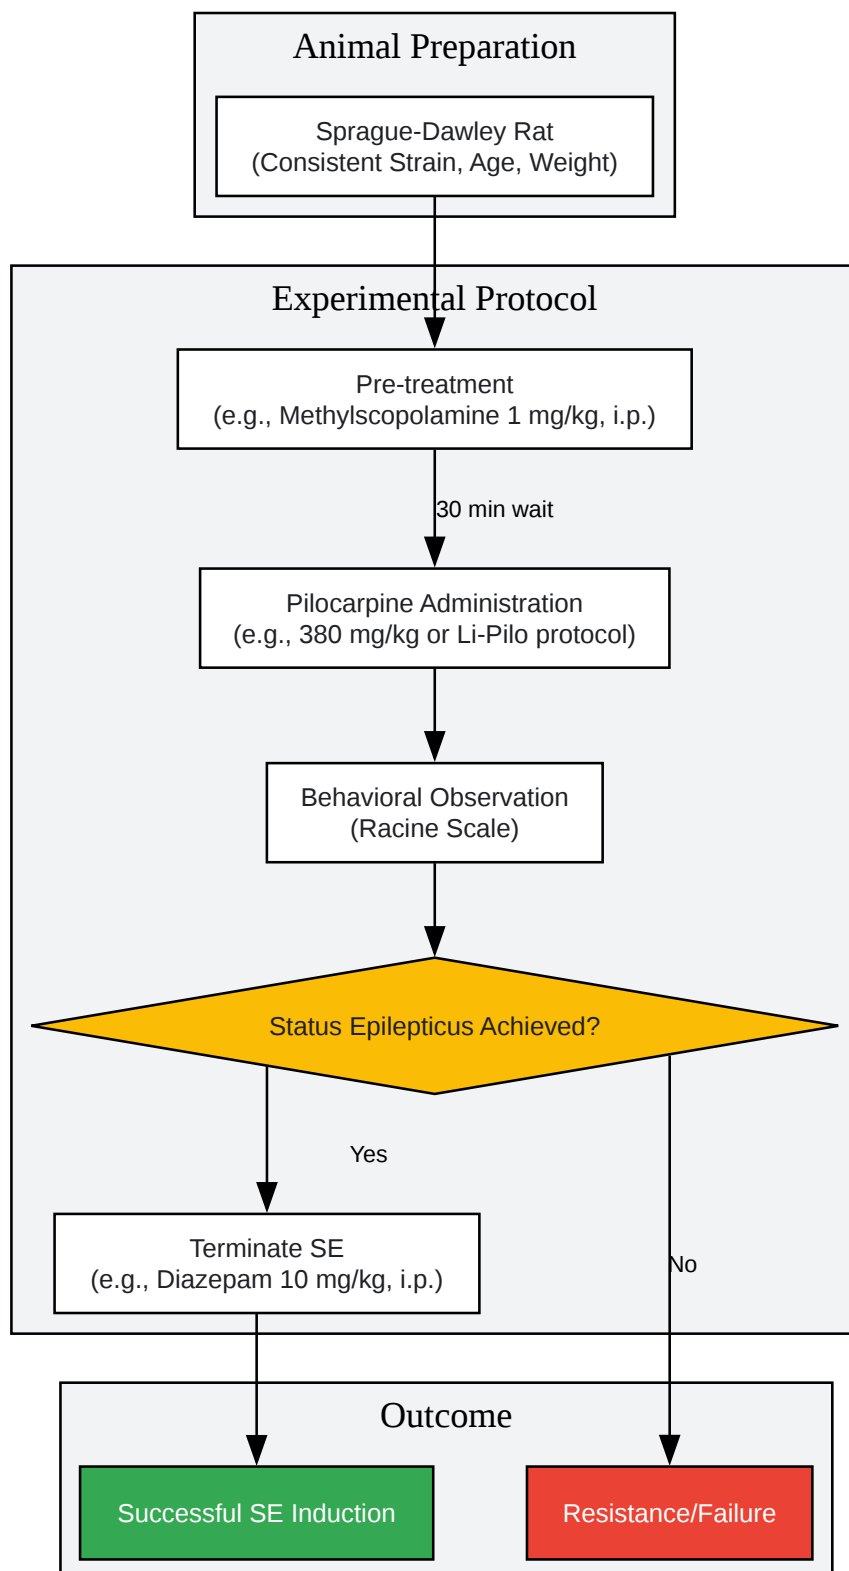 Animal Preparation
Sprague-Dawley Rat
(Consistent Strain, Age, Weight)
Experimental Protocol
Pre-treatment
(e.g., Methylscopolamine 1 mg/kg, i.p.)
30 min wait
Pilocarpine Administration
(e.g., 380 mg/kg or Li-Pilo protocol)
Behavioral Observation
(Racine Scale)
Status Epilepticus Achieved?
Yes
Terminate SE
(e.g., Diazepam 10 mg/kg, i.p.)
No
Outcome
Successful SE Induction
Resistance/Failure